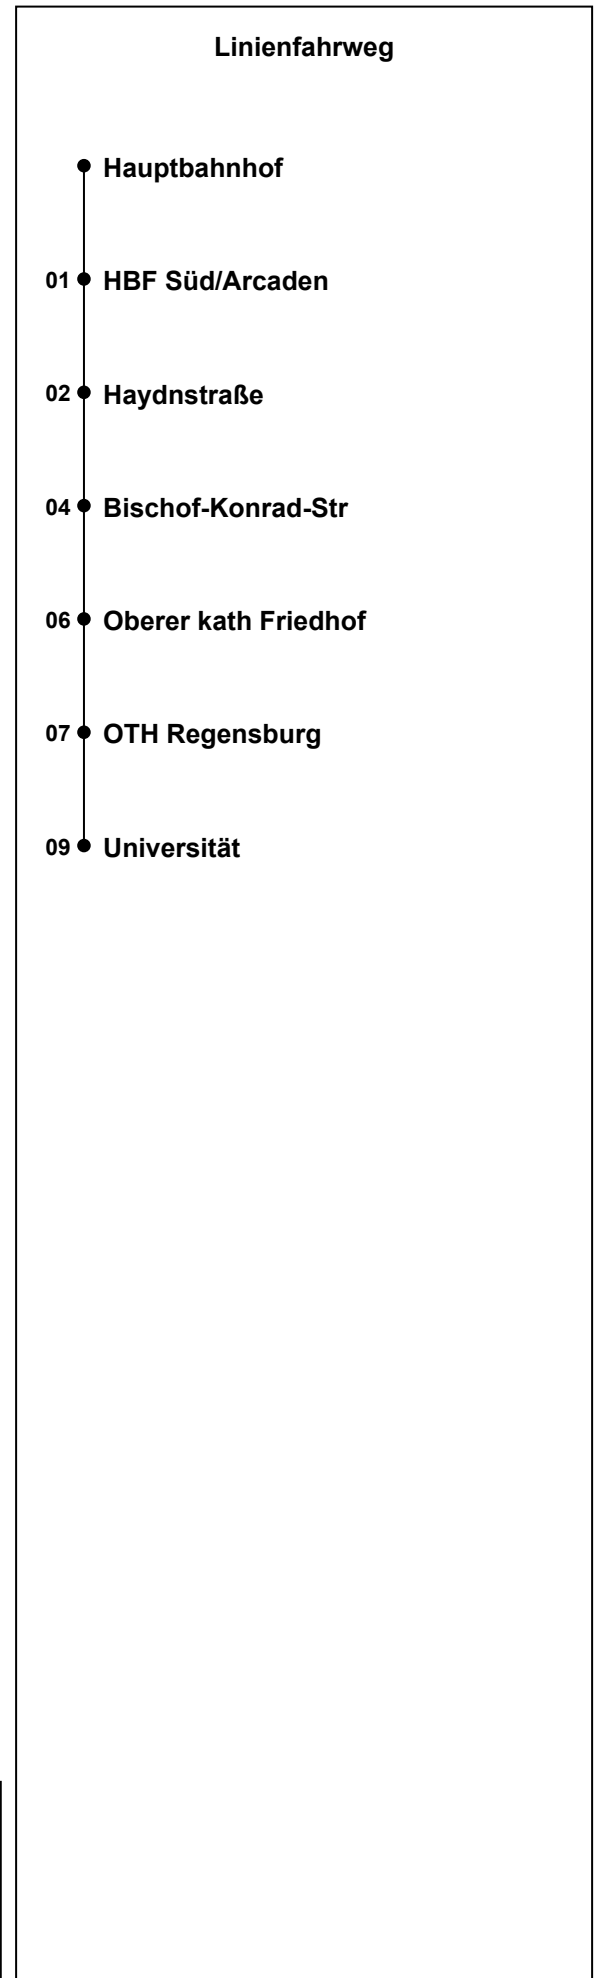 Linienfahrweg
Hauptbahnhof
01 HBF Süd/Arcaden
02 Haydnstraße
04 Bischof-Konrad-Str
06 Oberer kath Friedhof
07 OTH Regensburg
09 Universität